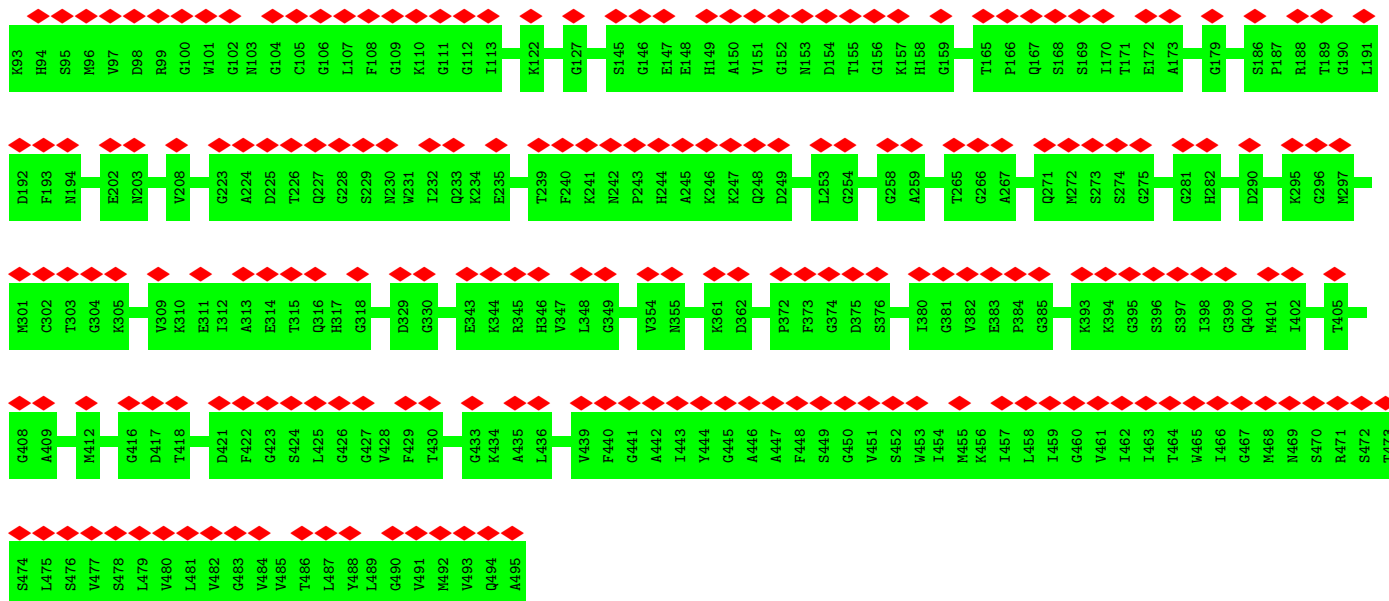 K93 H94 S95 M96 V97 D98 R99 G100 W101 G102 N103 G104 C105 G106 L107 F108 G109 K110 G111 G112 I113 K122 G127 S145 G146 E147 E148 H149 A150 V151 G152 N153 D154 T155 G156 K157 H158 G159 T165 P166 Q167 S168 S169 I170 T171 E172 A173 G179 S186 P187 R188 T189 G190 L191
D192 F193 N194 E202 N203 V208 G223 A224 D225 T226 Q227 G228 S229 N230 W231 I232 Q233 K234 E235 T239 F240 K241 N242 P243 H244 A245 K246 K247 Q248 D249 L253 G254 G258 A259 T265 G266 A267 Q271 M272 S273 S274 G275 G281 H282 D290 K295 G296 M297
M301 C302 T303 G304 K305 V309 K310 E311 I312 A313 E314 T315 Q316 H317 G318 D329 G330 E343 K344 R345 H346 V347 L348 G349 V354 N355 K361 D362 P372 F373 G374 D375 S376 I380 G381 V382 E383 P384 G385 K393 K394 G395 S396 S397 I398 G399 Q400 M401 I402 T405
G408 A409 M412 G416 D417 T418 D421 F422 G423 S424 L425 G426 G427 V428 F429 T430 G433 K434 A435 L436 V439 F440 G441 A442 I443 Y444 G445 A446 A447 F448 S449 G450 V451 S452 W453 I454 M455 K456 I457 L458 I459 G460 V461 I462 I463 T464 W465 I466 G467 M468 N469 S470 R471 S472 T473
S474 L475 S476 V477 S478 L479 V480 L481 V482 G483 V484 V485 T486 L487 Y488 L489 G490 V491 M492 V493 Q494 A495